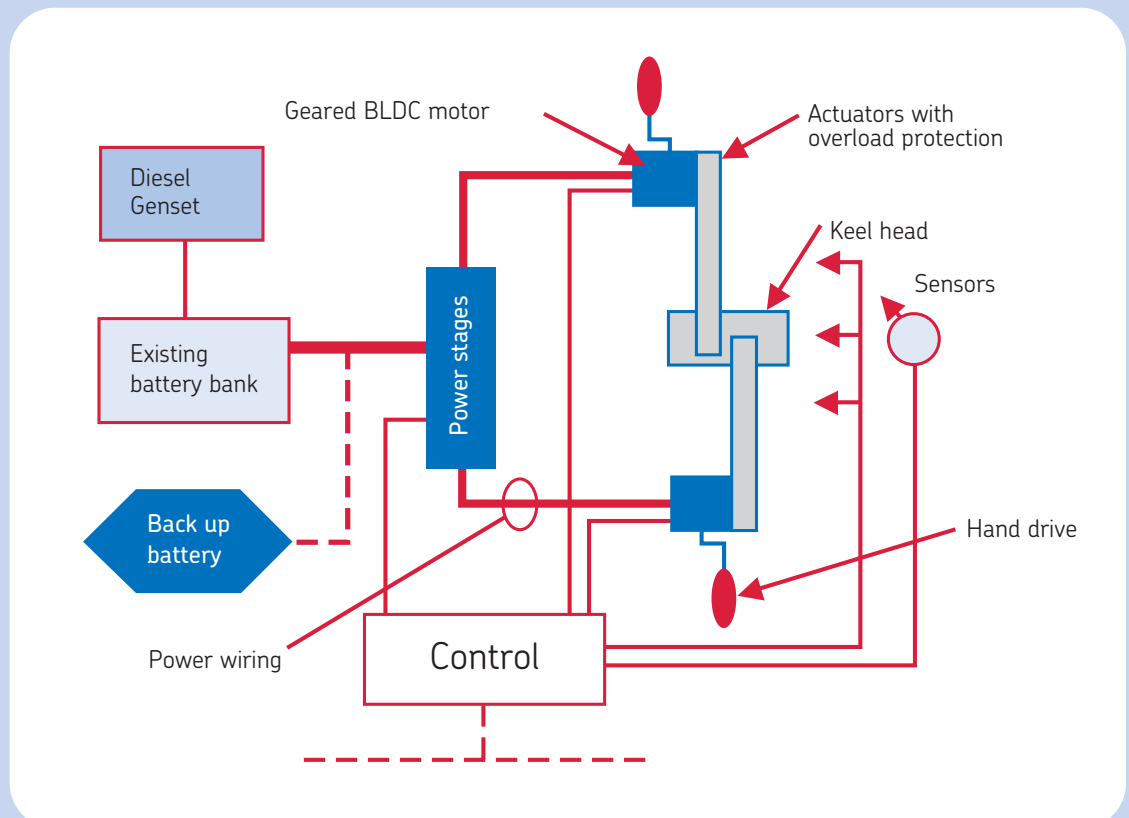 Geared BLDC motor
Actuators with
overload protection
Diesel
Genset
Keel head
Sensors
Existing
battery bank
Power stages
Back up
battery
Hand drive
Power wiring
Control